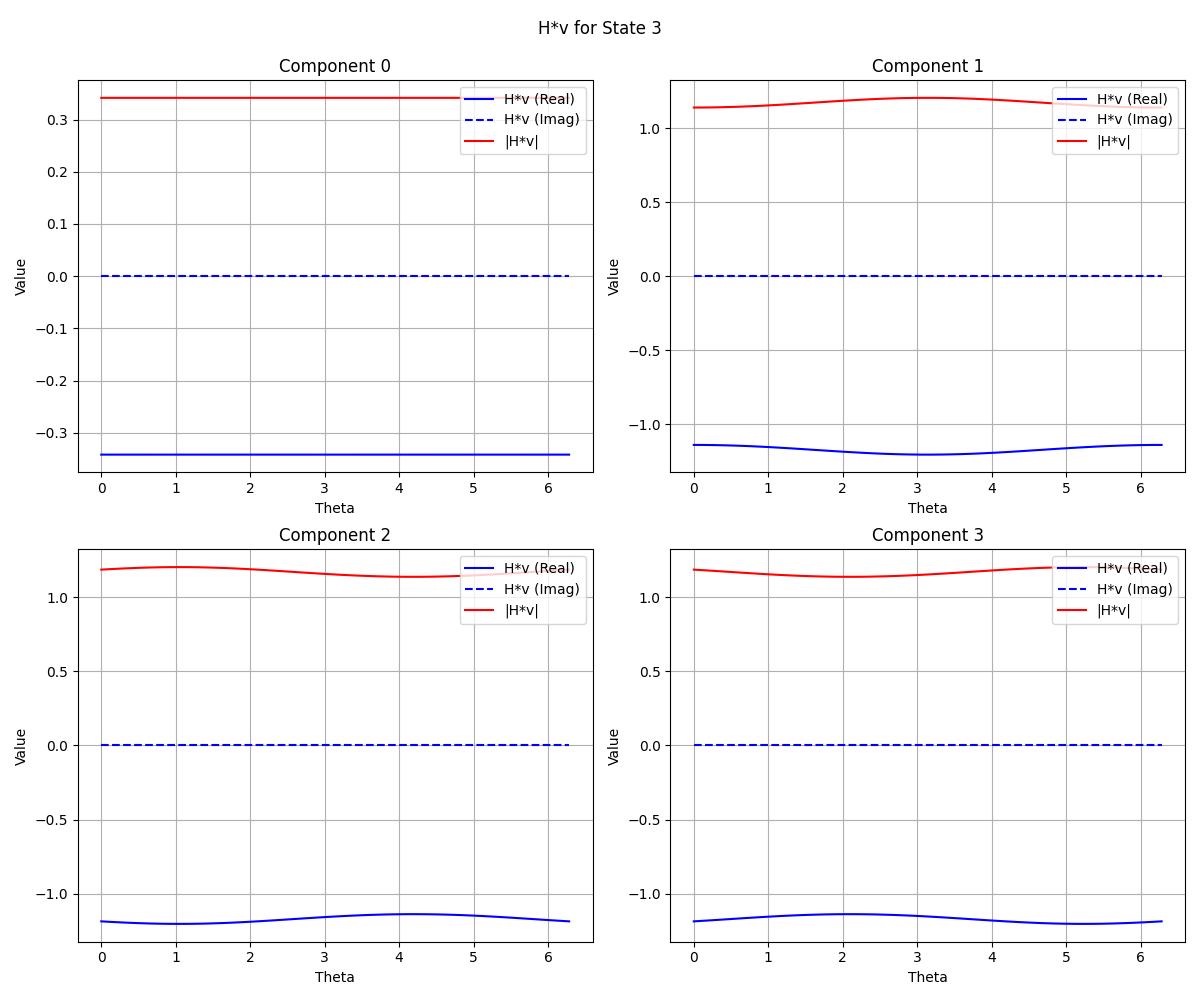 H*v for State 3
Component 0
Value
0.3
0.2
0.1
0.0
−0.1
−0.2
−0.3
0 1 2 3 4 5 6
Theta
H*v (Real)
H*v (Imag)
|H*v|
Component 1
Value
1.0
0.5
0.0
−0.5
−1.0
0 1 2 3 4 5 6
Theta
H*v (Real)
H*v (Imag)
|H*v|
Component 2
Value
1.0
0.5
0.0
−0.5
−1.0
0 1 2 3 4 5 6
Theta
H*v (Real)
H*v (Imag)
|H*v|
Component 3
Value
1.0
0.5
0.0
−0.5
−1.0
0 1 2 3 4 5 6
Theta
H*v (Real)
H*v (Imag)
|H*v|